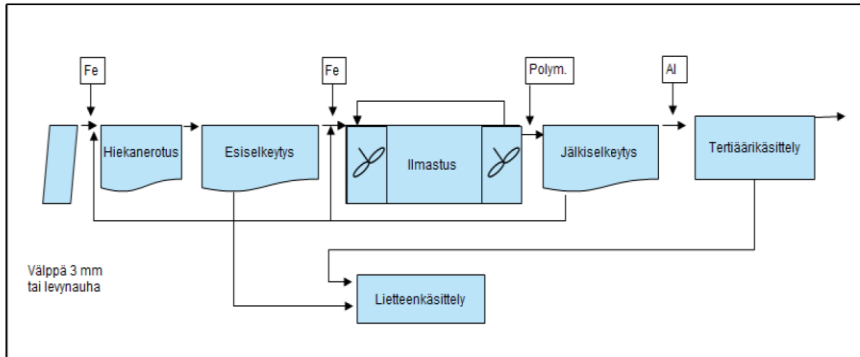 Fe
Fe
Polym.
Al
Hiekanerotus
Esiselkeytys
Ilmastus
Jälkiselkeytys
Tertiäärikäsittely
Välppä 3 mm
tai levynauha
Lietteenkäsittely